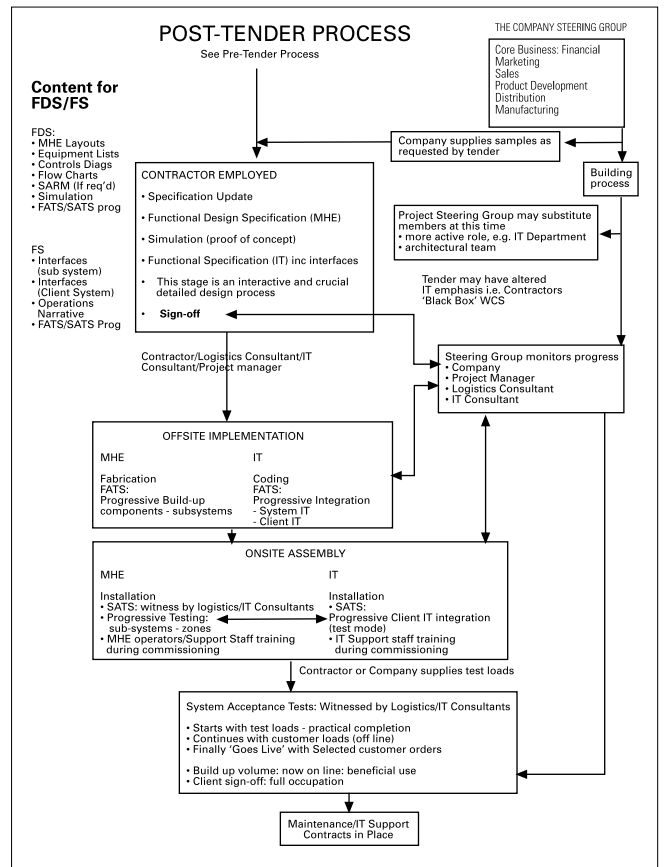 POST-TENDER PROCESS
See Pre-Tender Process
THE COMPANY STEERING GROUP
Core Business: Financial
Marketing
Sales
Product Development
Distribution
Manufacturing
Content for
FDS/FS
FDS:
• MHE Layouts
• Equipment Lists
• Controls Diags
• Flow Charts
• SARM (If req'd)
• Simulation
• FATS/SATS prog
FS
• Interfaces
(sub system)
• Interfaces
(Client System)
• Operations
Narrative
• FATS/SATS Prog
Company supplies samples as
requested by tender
Building
process
CONTRACTOR EMPLOYED
• Specification Update
• Functional Design Specification (MHE)
• Simulation (proof of concept)
• Functional Specification (IT) inc interfaces
• This stage is an interactive and crucial
detailed design process
• Sign-off
Project Steering Group may substitute
members at this time
• more active role, e.g. IT Department
• architectural team
Tender may have altered
IT emphasis i.e. Contractors
'Black Box' WCS
Contractor/Logistics Consultant/IT
Consultant/Project manager
Steering Group monitors progress
• Company
• Project Manager
• Logistics Consultant
• IT Consultant
OFFSITE IMPLEMENTATION
MHE
Fabrication
FATS:
Progressive Build-up
components - subsystems
IT
Coding
FATS:
Progressive Integration
- System IT
- Client IT
ONSITE ASSEMBLY
MHE
Installation
• SATS: witness by logistics/IT Consultants
• Progressive Testing:
sub-systems - zones
• MHE operators/Support Staff training
during commissioning
IT
Installation
• SATS:
Progressive Client IT integration
(test mode)
• IT Support staff training
during commissioning
Contractor or Company supplies test loads
System Acceptance Tests: Witnessed by Logistics/IT Consultants
• Starts with test loads - practical completion
• Continues with customer loads (off line)
• Finally 'Goes Live' with Selected customer orders
• Build up volume: now on line: beneficial use
• Client sign-off: full occupation
Maintenance/IT Support
Contracts in Place